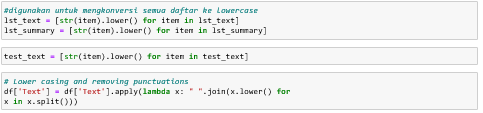 #digunakan untuk mengkonversi semua daftar ke lowercase
lst_text = [str(item).lower() for item in lst_text]
lst_summary = [str(item).lower() for item in lst_summary]
test_text = [str(item).lower() for item in test_text]
# Lower casing and removing punctuations
df['Text'] = df['Text'].apply(lambda x: " ".join(x.lower() for
x in x.split()))